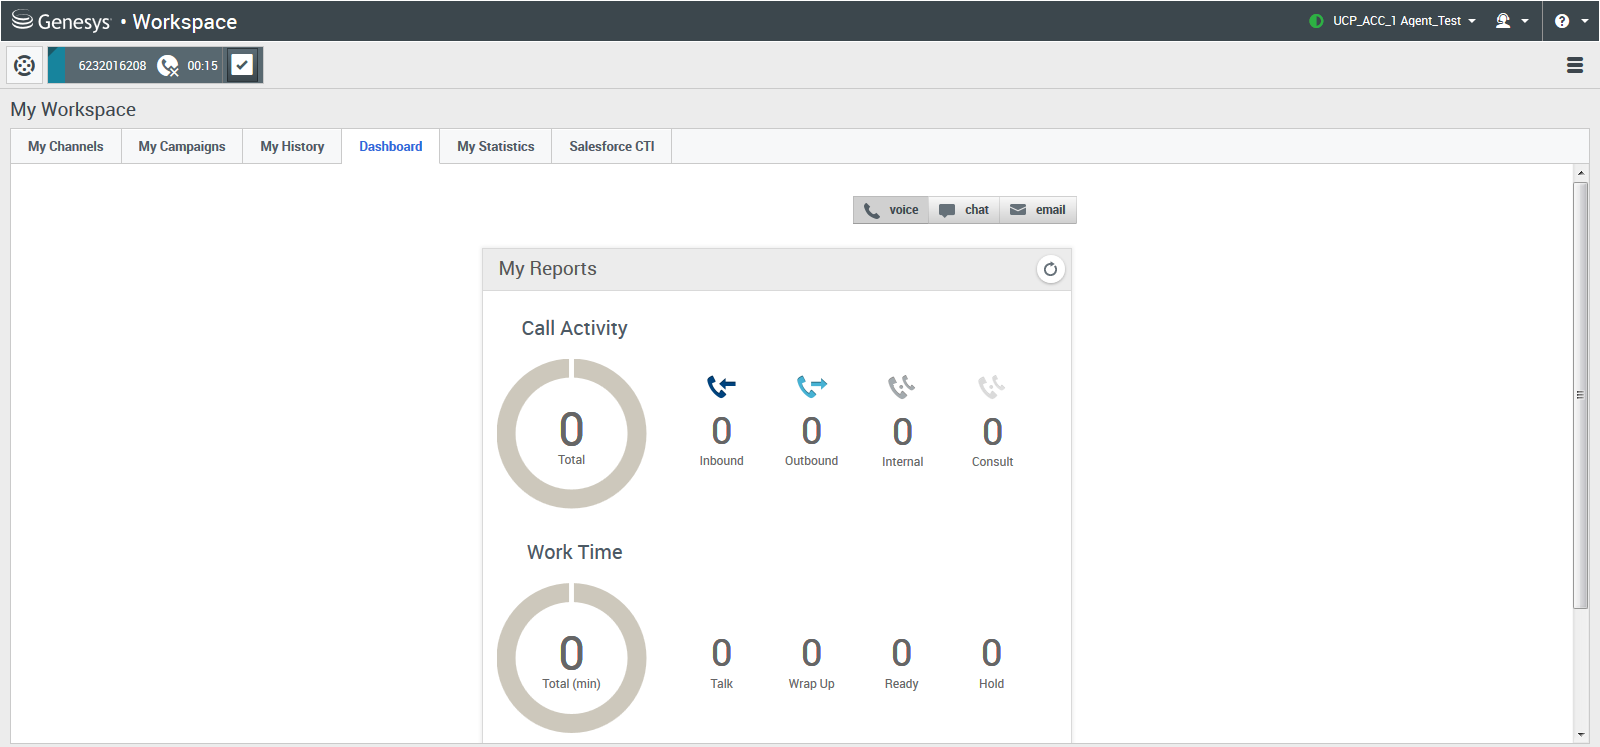 Genesys • Workspace
UCP_ACC_1 Agent_Test
6232016208 00:15
My Workspace
My Channels My Campaigns My History Dashboard My Statistics Salesforce CTI
voice chat email
My Reports
Call Activity
0 Total
0 0 0 0
Inbound Outbound Internal Consult
Work Time
0 Total (min)
0 0 0 0
Talk Wrap Up Ready Hold